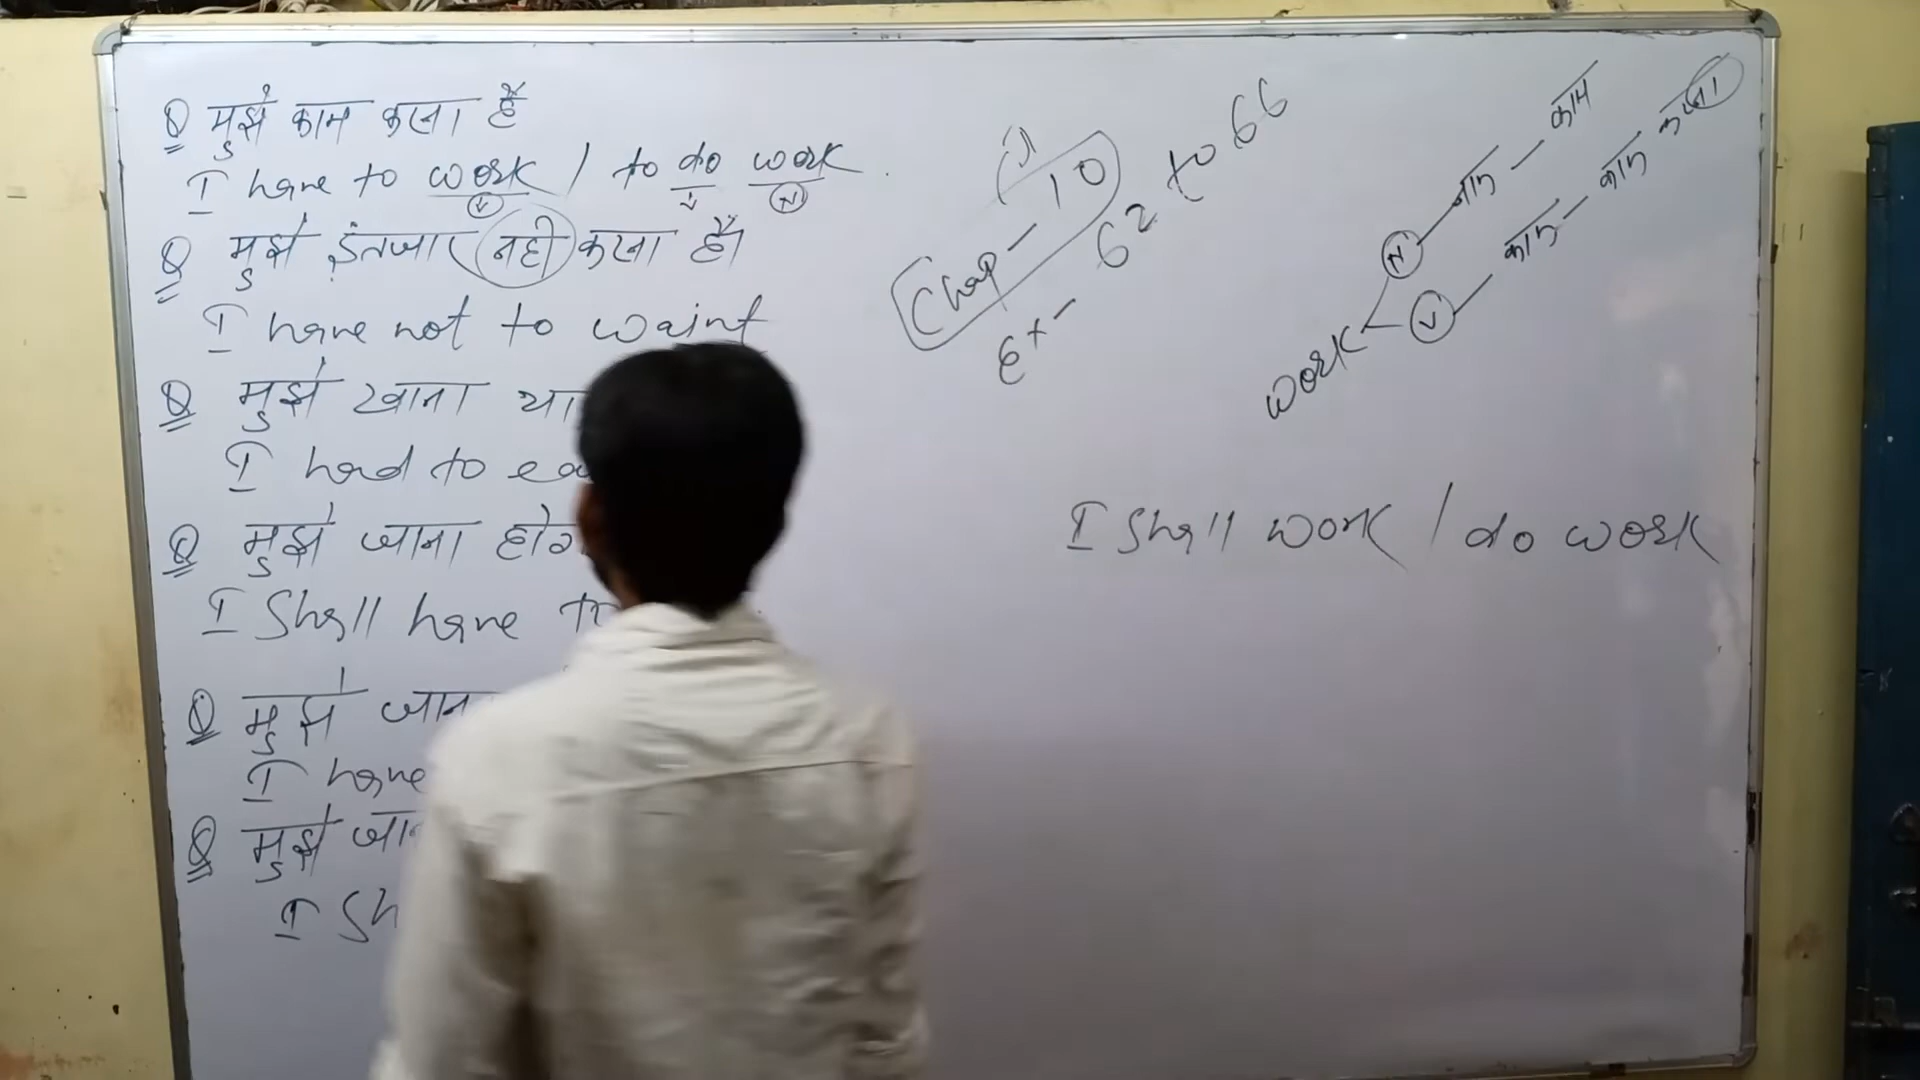 Q मुझे काम करना है
I have to work / to do work
V V N
Q मुझे इंतजार नही करना है।
I have not to waint
Q मुझे खाना था
I had to
Q मुझे जाना
I Shall have
Q मुझे
I have
Q मुझे
I
Chap - 10
Ex - 62 to 66
work
N - नाम - काम
V - काम - काम - करना
I Shall work / do work